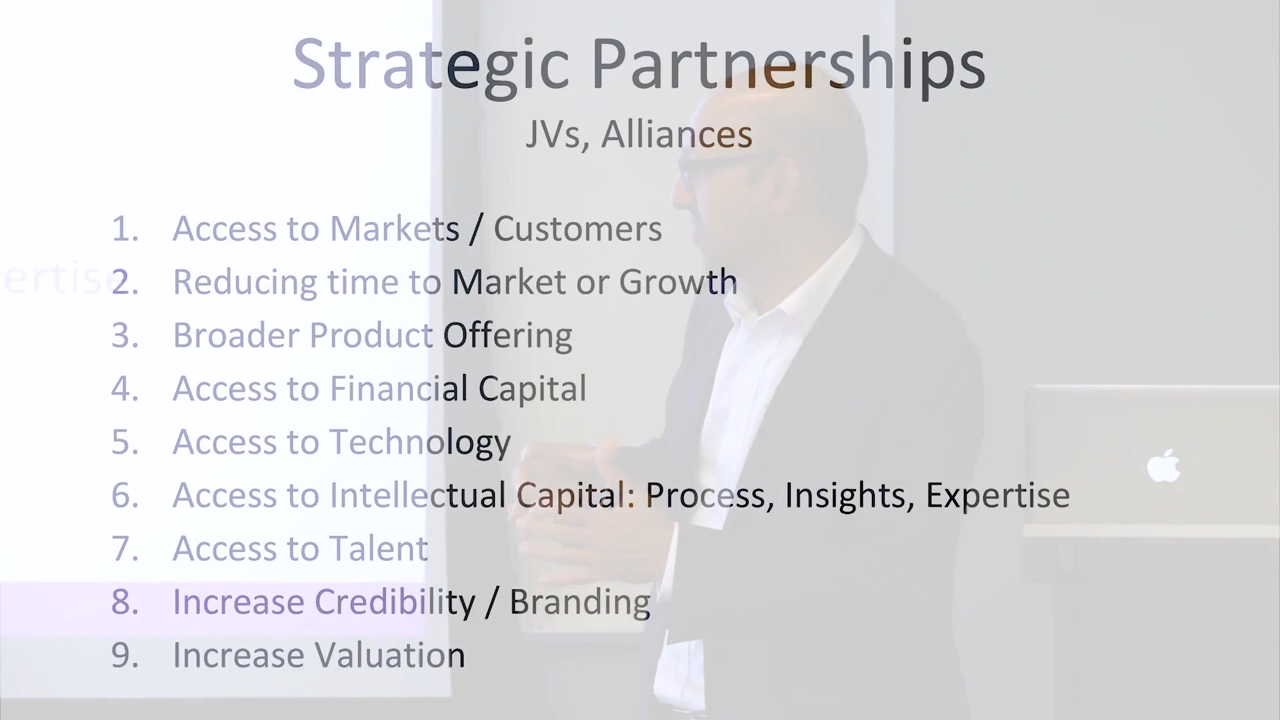 Strategic Partnerships
JVs, Alliances
1. Access to Markets / Customers
2. Reducing time to Market or Growth
3. Broader Product Offering
4. Access to Financial Capital
5. Access to Technology
6. Access to Intellectual Capital: Process, Insights, Expertise
7. Access to Talent
8. Increase Credibility / Branding
9. Increase Valuation